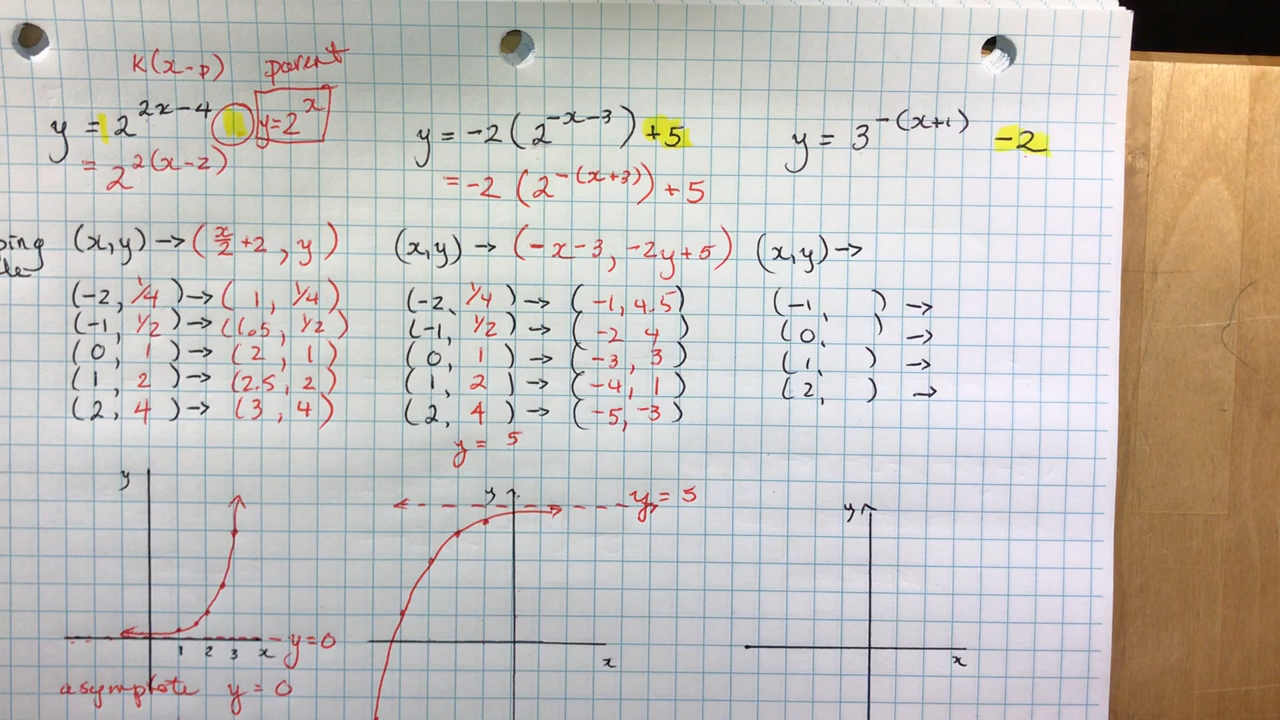 K(x-p) parent
y = 2^{2x-4} y=2^x
= 2^{2(x-2)}
y = -2(2^{-x-3}) +5
= -2(2^{-(x+3)}) + 5
y = 3^{-(x+1)} -2
(x,y) → (x/2 + 2, y)
(-2, 1/4) → (1, 1/4)
(-1, 1/2) → (1.5, 1/2)
(0, 1) → (2, 1)
(1, 2) → (2.5, 2)
(2, 4) → (3, 4)
(x,y) → (-x-3, -2y+5)
(-2, 1/4) → (-1, 4.5)
(-1, 1/2) → (-2 4)
(0, 1) → (-3, 3)
(1, 2) → (-4, 1)
(2, 4) → (-5, -3)
y = 5
(x,y) →
(-1, ) →
(0, ) →
(1, ) →
(2, ) →
y
1 2 3 x y=0
asymptote y = 0
y y = 5
x
y
x